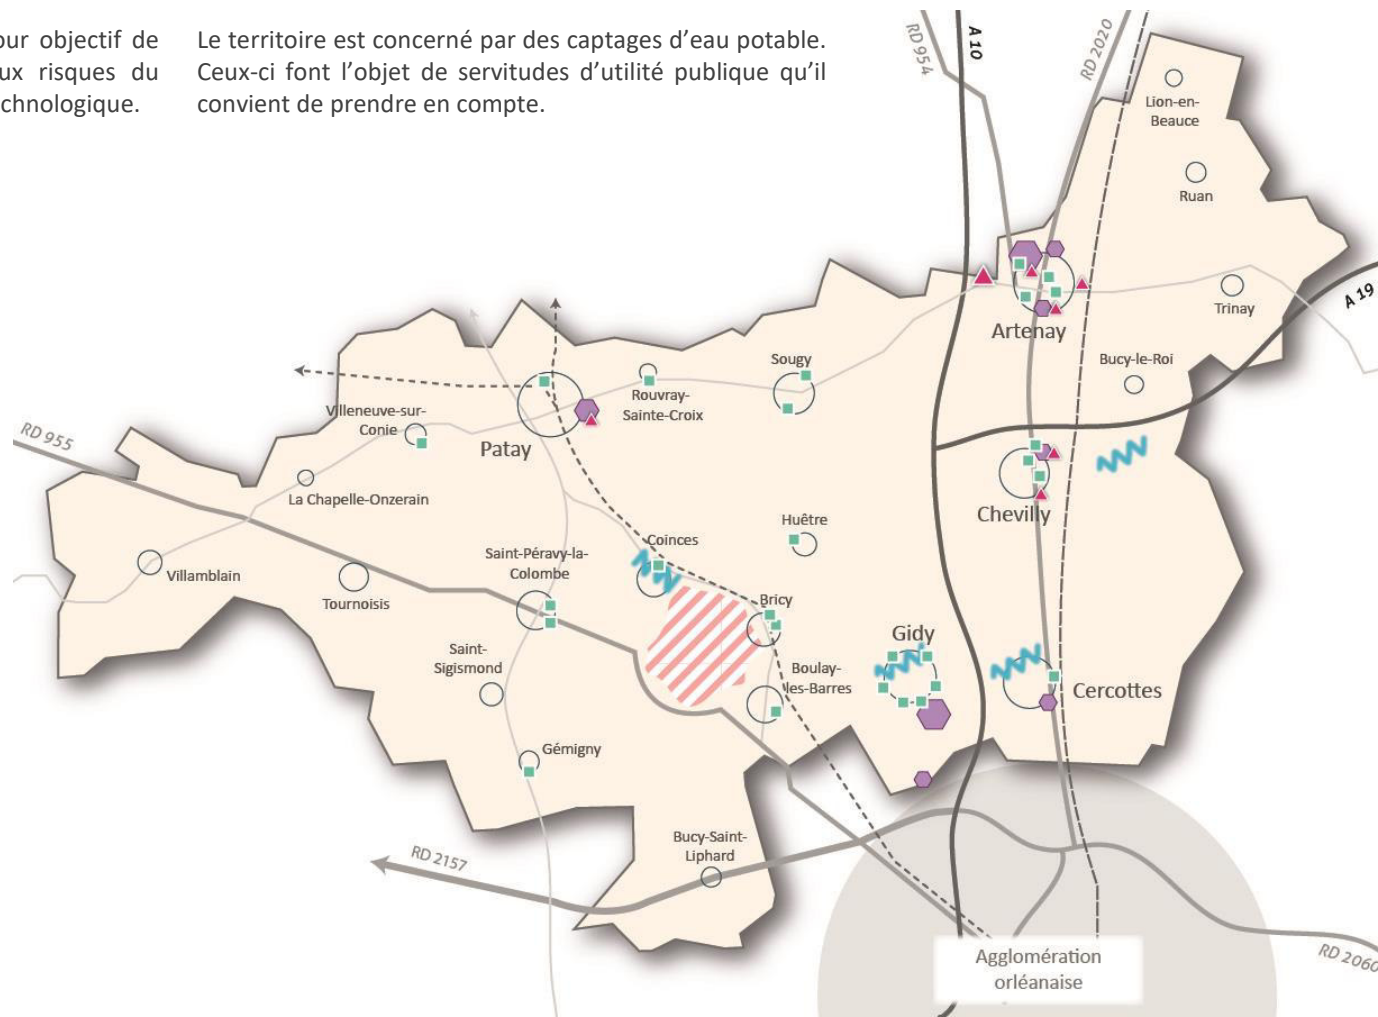 our objectif de
ux risques du
chnologique.
Le territoire est concerné par des captages d’eau potable.
Ceux-ci font l’objet de servitudes d’utilité publique qu’il
convient de prendre en compte.
RD 954
A 10
RD 2020
Lion-en-
Beauce
Ruan
Trinay
A 19
Artenay
Bucy-le-Roi
Sougy
Rouvray-
Sainte-Croix
Villeneuve-sur-
Conie
Patay
RD 955
La Chapelle-Onzerain
Chevilly
Huêtre
Coinces
Saint-Péravy-la-
Colombe
Villamblain
Tournoisis
Bricy
Gidy
Saint-
Sigismond
Boulay-
les-Barres
Cercottes
Gémigny
Bucy-Saint-
Liphard
RD 2157
Agglomération
orléanaise
RD 2060